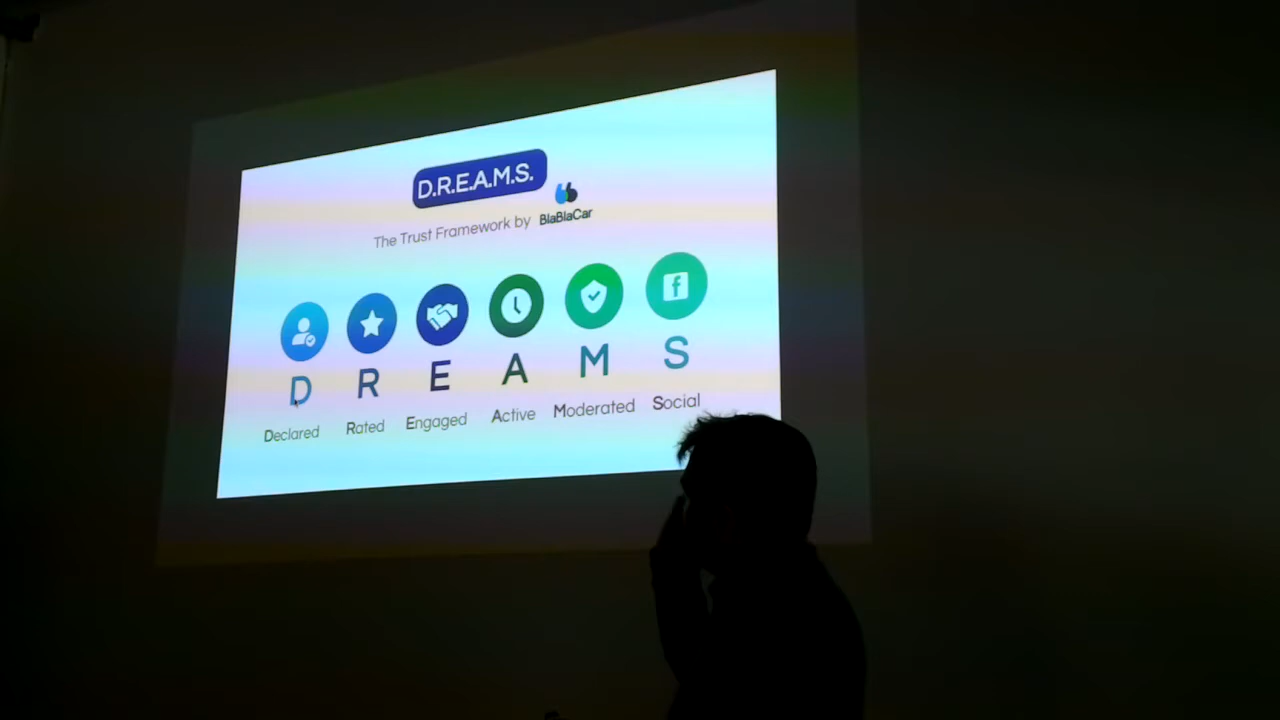 D.R.E.A.M.S.
The Trust Framework by BlaBlaCar
D R E A M S
Declared Rated Engaged Active Moderated Social